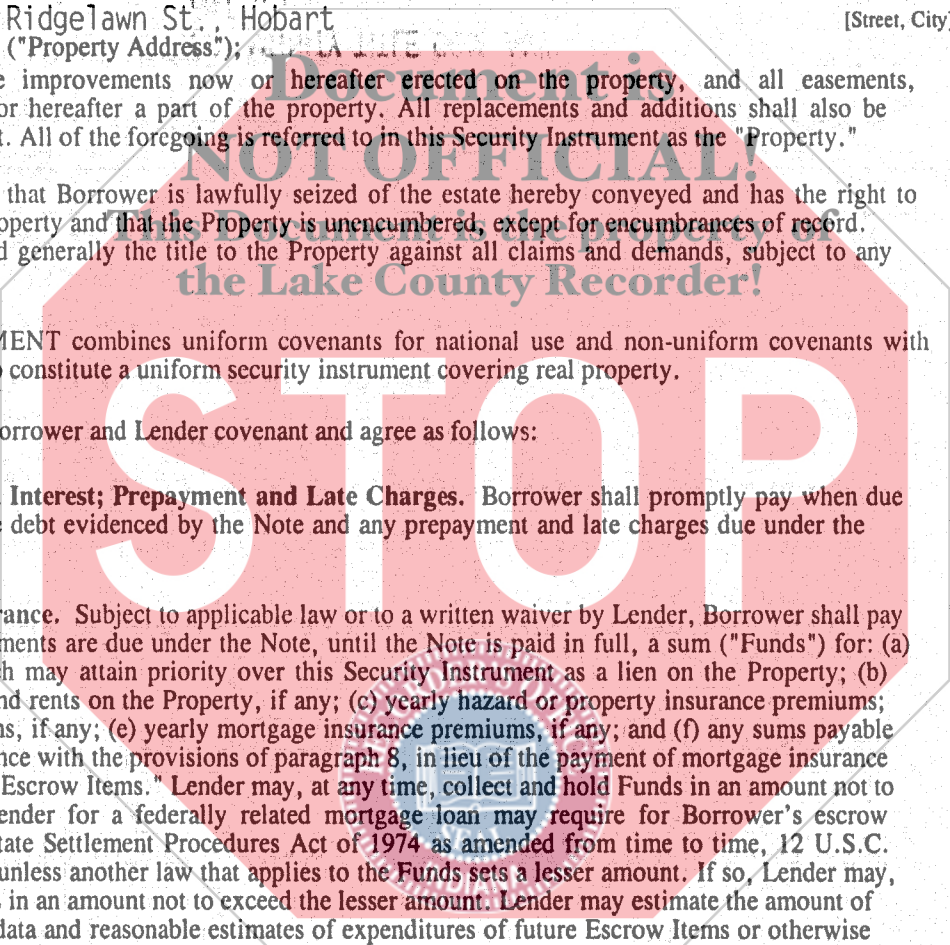 Ridgelawn St., Hobart [Street, City
("Property Address");
improvements now or hereafter erected on the property, and all easements,
or hereafter a part of the property. All replacements and additions shall also be
t. All of the foregoing is referred to in this Security Instrument as the "Property."
that Borrower is lawfully seized of the estate hereby conveyed and has the right to
operty and that the Property is unencumbered, except for encumbrances of record.
d generally the title to the Property against all claims and demands, subject to any
MENT combines uniform covenants for national use and non-uniform covenants with
constitute a uniform security instrument covering real property.
orrower and Lender covenant and agree as follows:
Interest; Prepayment and Late Charges. Borrower shall promptly pay when due
debt evidenced by the Note and any prepayment and late charges due under the
rance. Subject to applicable law or to a written waiver by Lender, Borrower shall pay
ments are due under the Note, until the Note is paid in full, a sum ("Funds") for: (a)
h may attain priority over this Security Instrument as a lien on the Property; (b)
nd rents on the Property, if any; (c) yearly hazard or property insurance premiums;
ns, if any; (e) yearly mortgage insurance premiums, if any; and (f) any sums payable
nce with the provisions of paragraph 8, in lieu of the payment of mortgage insurance
Escrow Items." Lender may, at any time, collect and hold Funds in an amount not to
ender for a federally related mortgage loan may require for Borrower's escrow
tate Settlement Procedures Act of 1974 as amended from time to time, 12 U.S.C.
unless another law that applies to the Funds sets a lesser amount. If so, Lender may,
in an amount not to exceed the lesser amount. Lender may estimate the amount of
data and reasonable estimates of expenditures of future Escrow Items or otherwise
Document is
NOT OFFICIAL!
This Document is the property of
the Lake County Recorder!
STOP
RECORDER'S OFFICE
SEAL
INDIANA